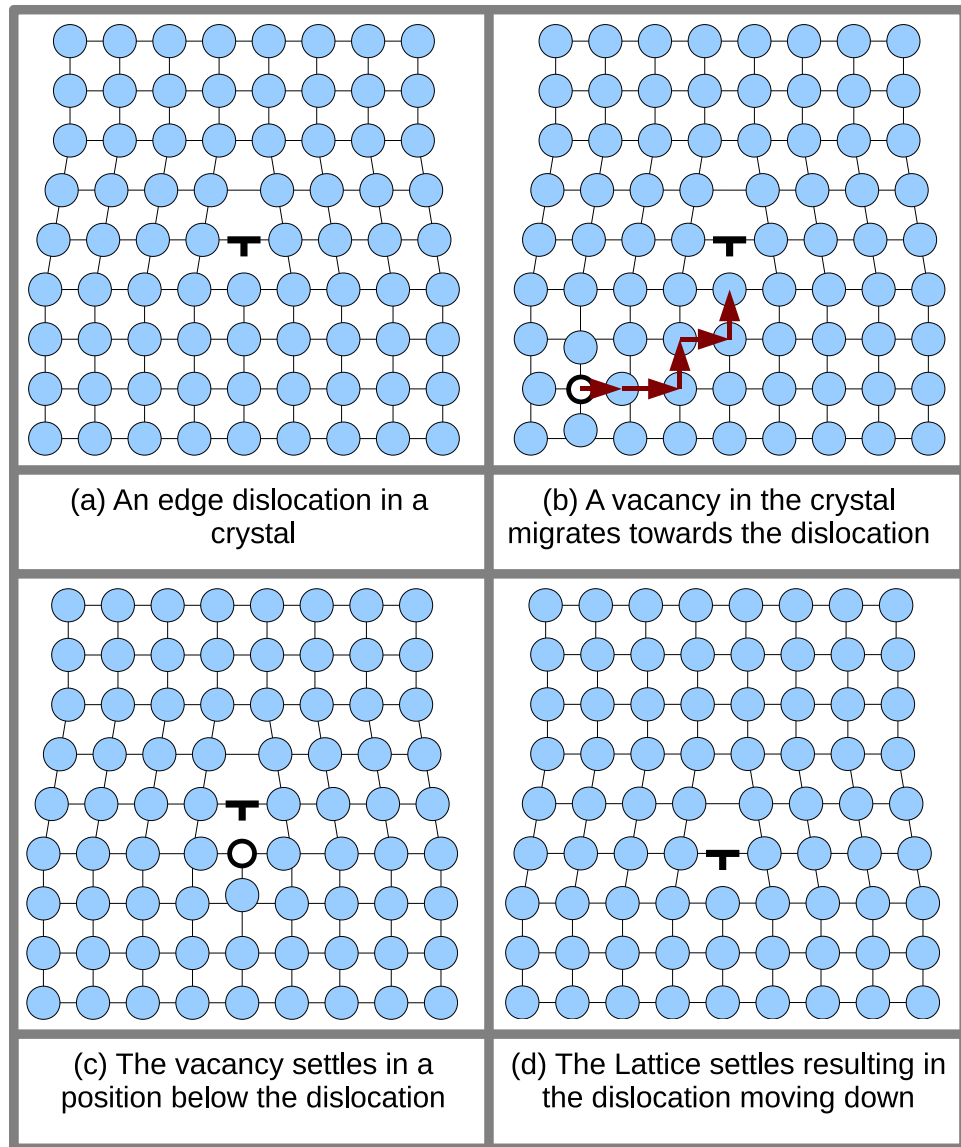 (a) An edge dislocation in a
crystal
(b) A vacancy in the crystal
migrates towards the dislocation
(c) The vacancy settles in a
position below the dislocation
(d) The Lattice settles resulting in
the dislocation moving down